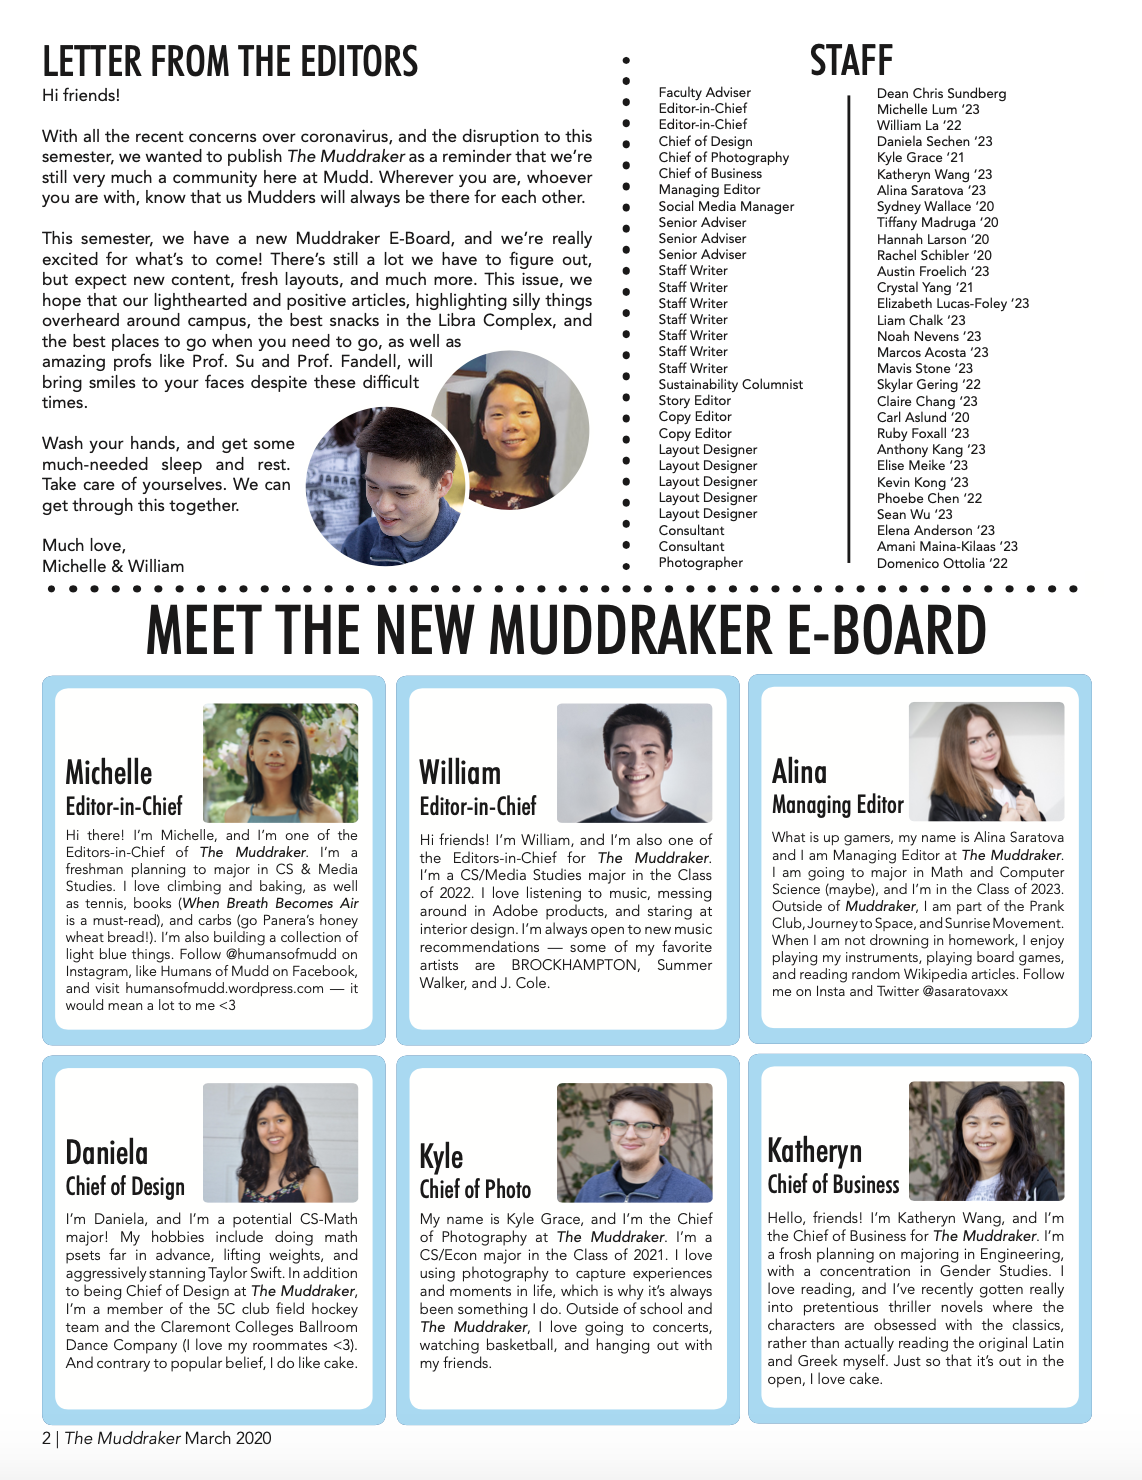 LETTER FROM THE EDITORS
Hi friends!
With all the recent concerns over coronavirus, and the disruption to this
semester, we wanted to publish The Muddraker as a reminder that we're
still very much a community here at Mudd. Wherever you are, whoever
you are with, know that us Mudders will always be there for each other.
This semester, we have a new Muddraker E-Board, and we're really
excited for what's to come! There's still a lot we have to figure out,
but expect new content, fresh layouts, and much more. This issue, we
hope that our lighthearted and positive articles, highlighting silly things
overheard around campus, the best snacks in the Libra Complex, and
the best places to go when you need to go, as well as
amazing profs like Prof. Su and Prof. Fandell, will
bring smiles to your faces despite these difficult
times.
Wash your hands, and get some
much-needed sleep and rest.
Take care of yourselves. We can
get through this together.
Much love,
Michelle & William
STAFF
Faculty Adviser Dean Chris Sundberg
Editor-in-Chief Michelle Lum ‘23
Editor-in-Chief William La ‘22
Chief of Design Daniela Sechen ‘23
Chief of Photography Kyle Grace ‘21
Chief of Business Katheryn Wang ‘23
Managing Editor Alina Saratova ‘23
Social Media Manager Sydney Wallace ‘20
Senior Adviser Tiffany Madruga ‘20
Senior Adviser Hannah Larson ‘20
Senior Adviser Rachel Schibler ‘20
Staff Writer Austin Froelich ‘23
Staff Writer Crystal Yang ‘21
Staff Writer Elizabeth Lucas-Foley ‘23
Staff Writer Liam Chalk ‘23
Staff Writer Noah Nevens ‘23
Staff Writer Marcos Acosta ‘23
Staff Writer Mavis Stone ‘23
Sustainability Columnist Skylar Gering ‘22
Story Editor Claire Chang ‘23
Copy Editor Carl Aslund ‘20
Copy Editor Ruby Foxall ‘23
Layout Designer Anthony Kang ‘23
Layout Designer Elise Meike ‘23
Layout Designer Kevin Kong ‘23
Layout Designer Phoebe Chen ‘22
Layout Designer Sean Wu ‘23
Consultant Elena Anderson ‘23
Consultant Amani Maina-Kilaas ‘23
Photographer Domenico Ottolia ‘22
MEET THE NEW MUDDRAKER E-BOARD
Michelle
Editor-in-Chief
Hi there! I'm Michelle, and I'm one of the
Editors-in-Chief of The Muddraker. I'm a
freshman planning to major in CS & Media
Studies. I love climbing and baking, as well
as tennis, books (When Breath Becomes Air
is a must-read), and carbs (go Panera's honey
wheat bread!). I'm also building a collection of
light blue things. Follow @humansofmudd on
Instagram, like Humans of Mudd on Facebook,
and visit humansofmudd.wordpress.com — it
would mean a lot to me <3
William
Editor-in-Chief
Hi friends! I'm William, and I'm also one of
the Editors-in-Chief for The Muddraker.
I'm a CS/Media Studies major in the Class
of 2022. I love listening to music, messing
around in Adobe products, and staring at
interior design. I'm always open to new music
recommendations — some of my favorite
artists are BROCKHAMPTON, Summer
Walker, and J. Cole.
Alina
Managing Editor
What is up gamers, my name is Alina Saratova
and I am Managing Editor at The Muddraker.
I am going to major in Math and Computer
Science (maybe), and I'm in the Class of 2023.
Outside of Muddraker, I am part of the Prank
Club, Journey to Space, and Sunrise Movement.
When I am not drowning in homework, I enjoy
playing my instruments, playing board games,
and reading random Wikipedia articles. Follow
me on Insta and Twitter @asaratovaxx
Daniela
Chief of Design
I'm Daniela, and I'm a potential CS-Math
major! My hobbies include doing math
psets far in advance, lifting weights, and
aggressively stanning Taylor Swift. In addition
to being Chief of Design at The Muddraker,
I'm a member of the 5C club field hockey
team and the Claremont Colleges Ballroom
Dance Company (I love my roommates <3).
And contrary to popular belief, I do like cake.
Kyle
Chief of Photo
My name is Kyle Grace, and I'm the Chief
of Photography at The Muddraker. I'm a
CS/Econ major in the Class of 2021. I love
using photography to capture experiences
and moments in life, which is why it's always
been something I do. Outside of school and
The Muddraker, I love going to concerts,
watching basketball, and hanging out with
my friends.
Katheryn
Chief of Business
Hello, friends! I'm Katheryn Wang, and I'm
the Chief of Business for The Muddraker. I'm
a frosh planning on majoring in Engineering,
with a concentration in Gender Studies. I
love reading, and I've recently gotten really
into pretentious thriller novels where the
characters are obsessed with the classics,
rather than actually reading the original Latin
and Greek myself. Just so that it's out in the
open, I love cake.
2 | The Muddraker March 2020